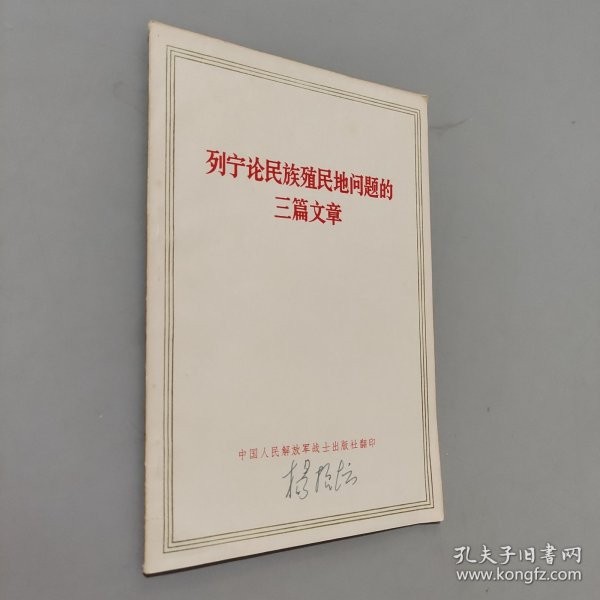 列宁论民族殖民地问题的
三篇文章
中国人民解放军战士出版社翻印
孔夫子旧书网
www.kongfz.com